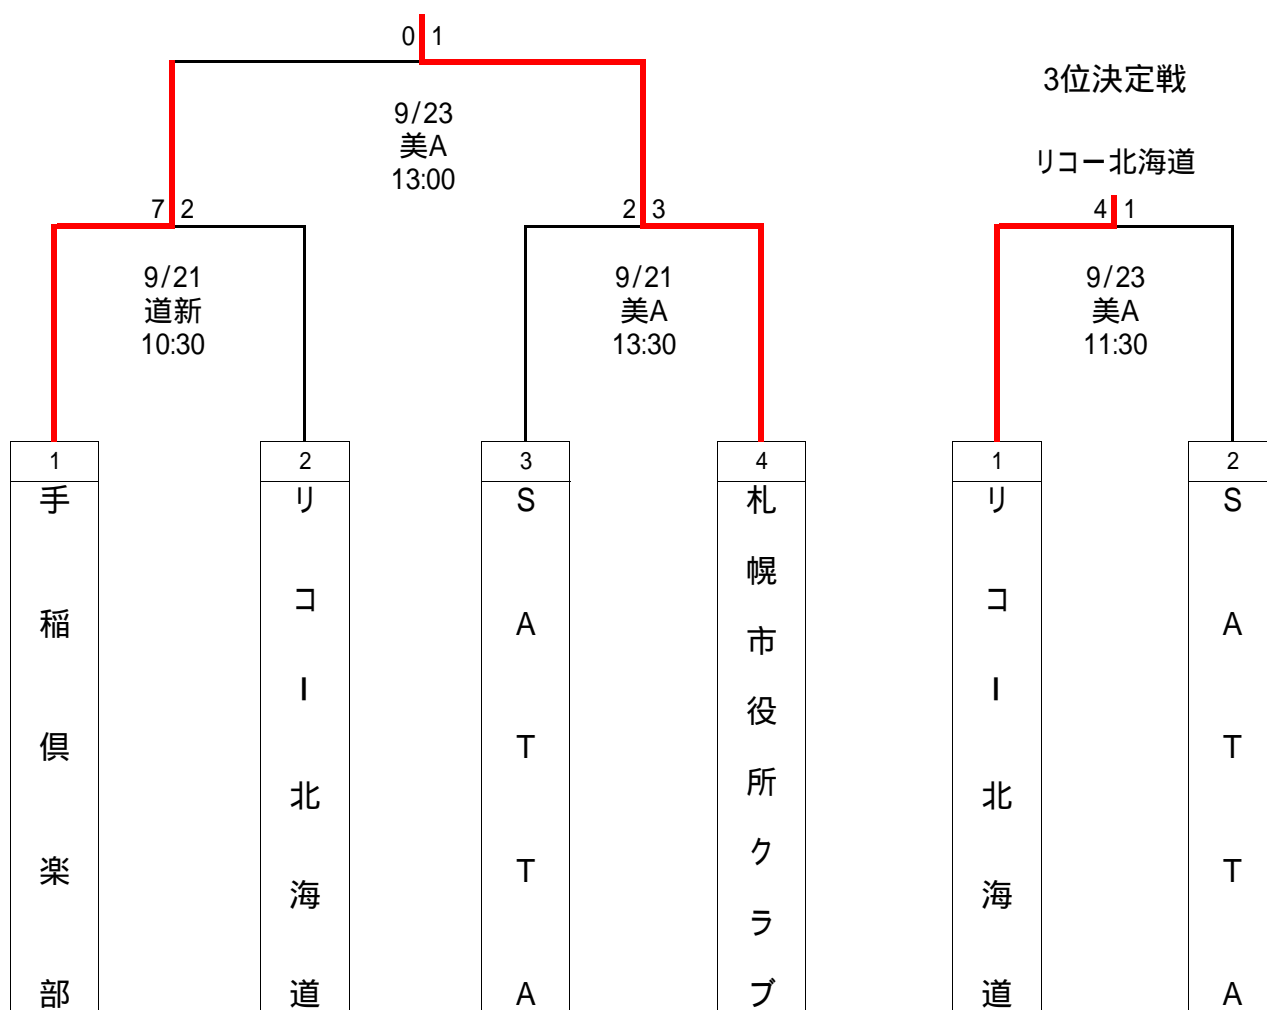 0 1
9/23
美A
13:00
3位決定戦
リコー北海道
7 2
9/21
道新
10:30
2 3
9/21
美A
13:30
4 1
9/23
美A
11:30
1
手稲倶楽部
2
リコー北海道
3
SATTA
4
札幌市役所クラブ
1
リコー北海道
2
SATTA